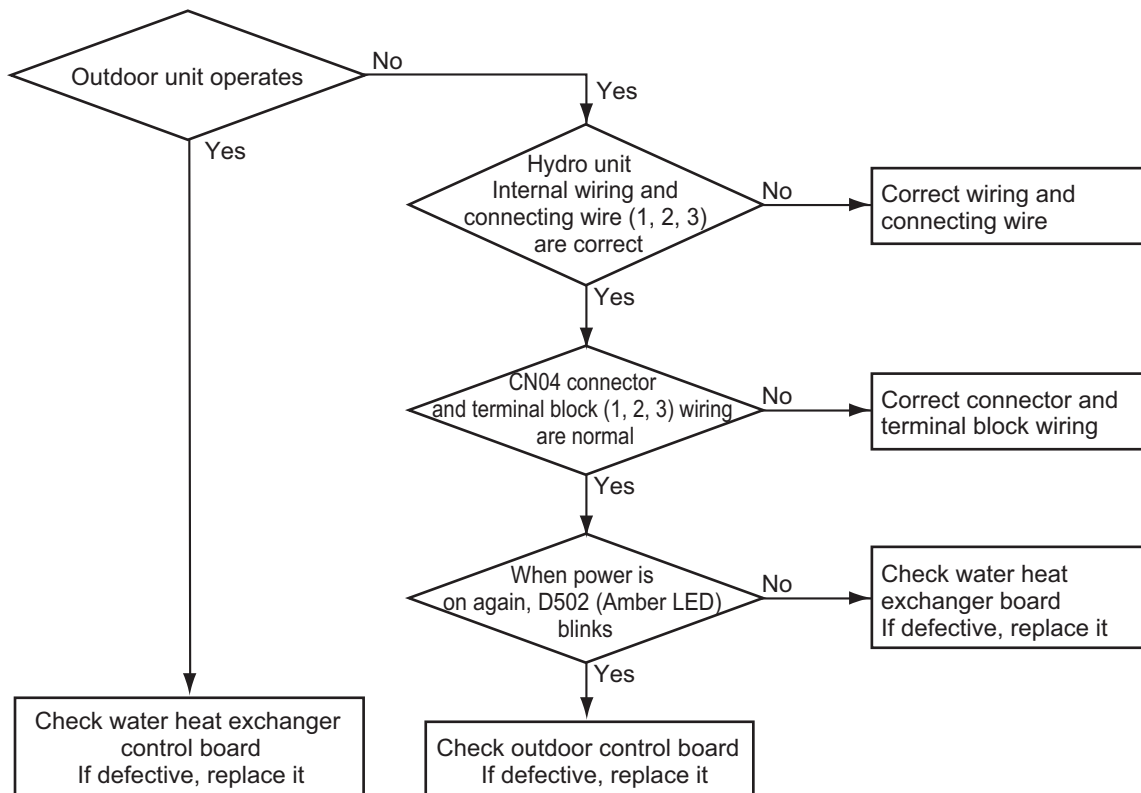 Outdoor unit operates
No
Yes
Yes
Hydro unit
Internal wiring and
connecting wire (1, 2, 3)
are correct
No
Correct wiring and
connecting wire
Yes
CN04 connector
and terminal block (1, 2, 3) wiring
are normal
No
Correct connector and
terminal block wiring
Yes
When power is
on again, D502 (Amber LED)
blinks
No
Check water heat
exchanger board
If defective, replace it
Yes
Check water heat exchanger
control board
If defective, replace it
Check outdoor control board
If defective, replace it